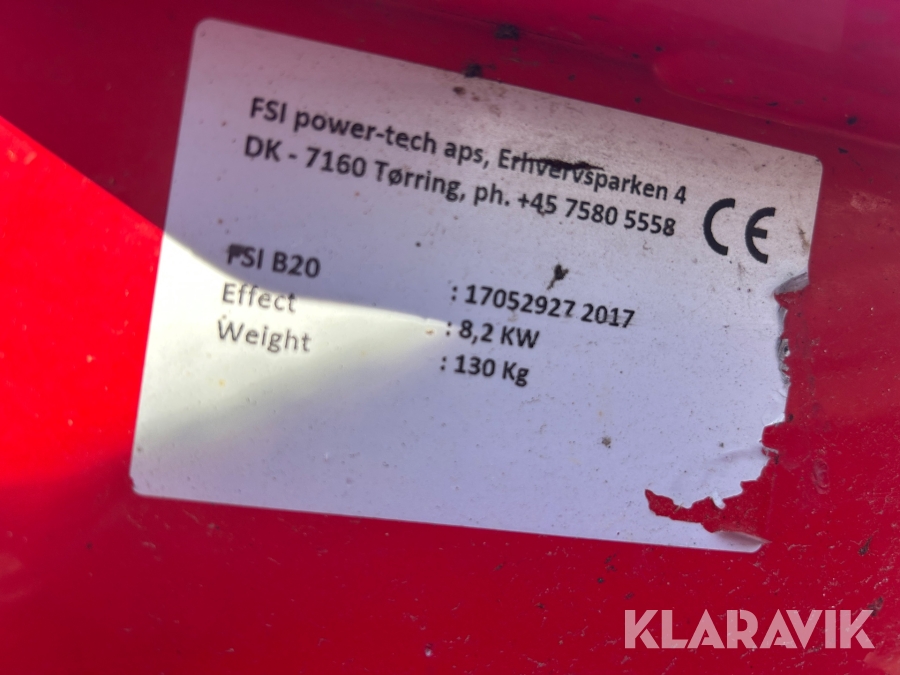 FSI power-tech aps, Erhvervsparken 4
DK - 7160 Tørring, ph. +45 7580 5558
CE
FSI B20 : 17052927 2017
Effect : 8,2 KW
Weight : 130 Kg
KLARAVIK